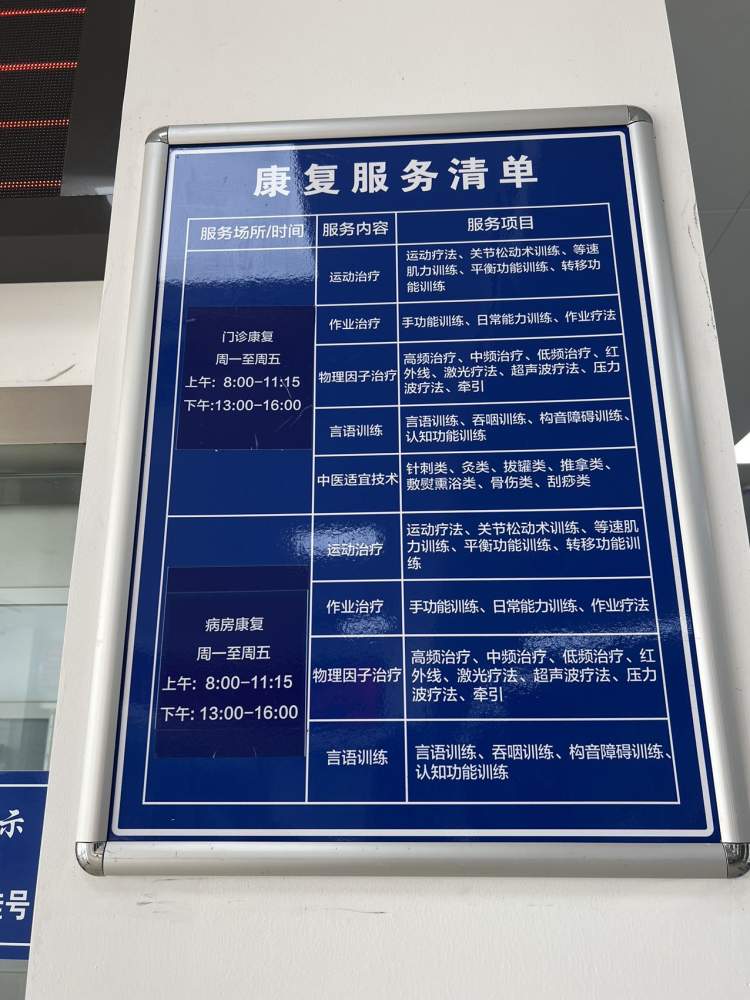 康复服务清单
服务场所/时间 服务内容 服务项目
门诊康复
周一至周五
上午: 8:00-11:15
下午:13:00-16:00
运动治疗
运动疗法、关节松动术训练、等速
肌力训练、平衡功能训练、转移功
能训练
作业治疗
手功能训练、日常能力训练、作业疗法
物理因子治疗
高频治疗、中频治疗、低频治疗、红
外线、激光疗法、超声波疗法、压力
波疗法、牵引
言语训练
言语训练、吞咽训练、构音障碍训练、
认知功能训练
中医适宜技术
针刺类、灸类、拔罐类、推拿类、
敷熨熏浴类、骨伤类、刮痧类
病房康复
周一至周五
上午: 8:00-11:15
下午: 13:00-16:00
运动治疗
运动疗法、关节松动术训练、等速肌
力训练、平衡功能训练、转移功能训
练
作业治疗
手功能训练、日常能力训练、作业疗法
物理因子治疗
高频治疗、中频治疗、低频治疗、红
外线、激光疗法、超声波疗法、压力
波疗法、牵引
言语训练
言语训练、吞咽训练、构音障碍训练、
认知功能训练
示
号